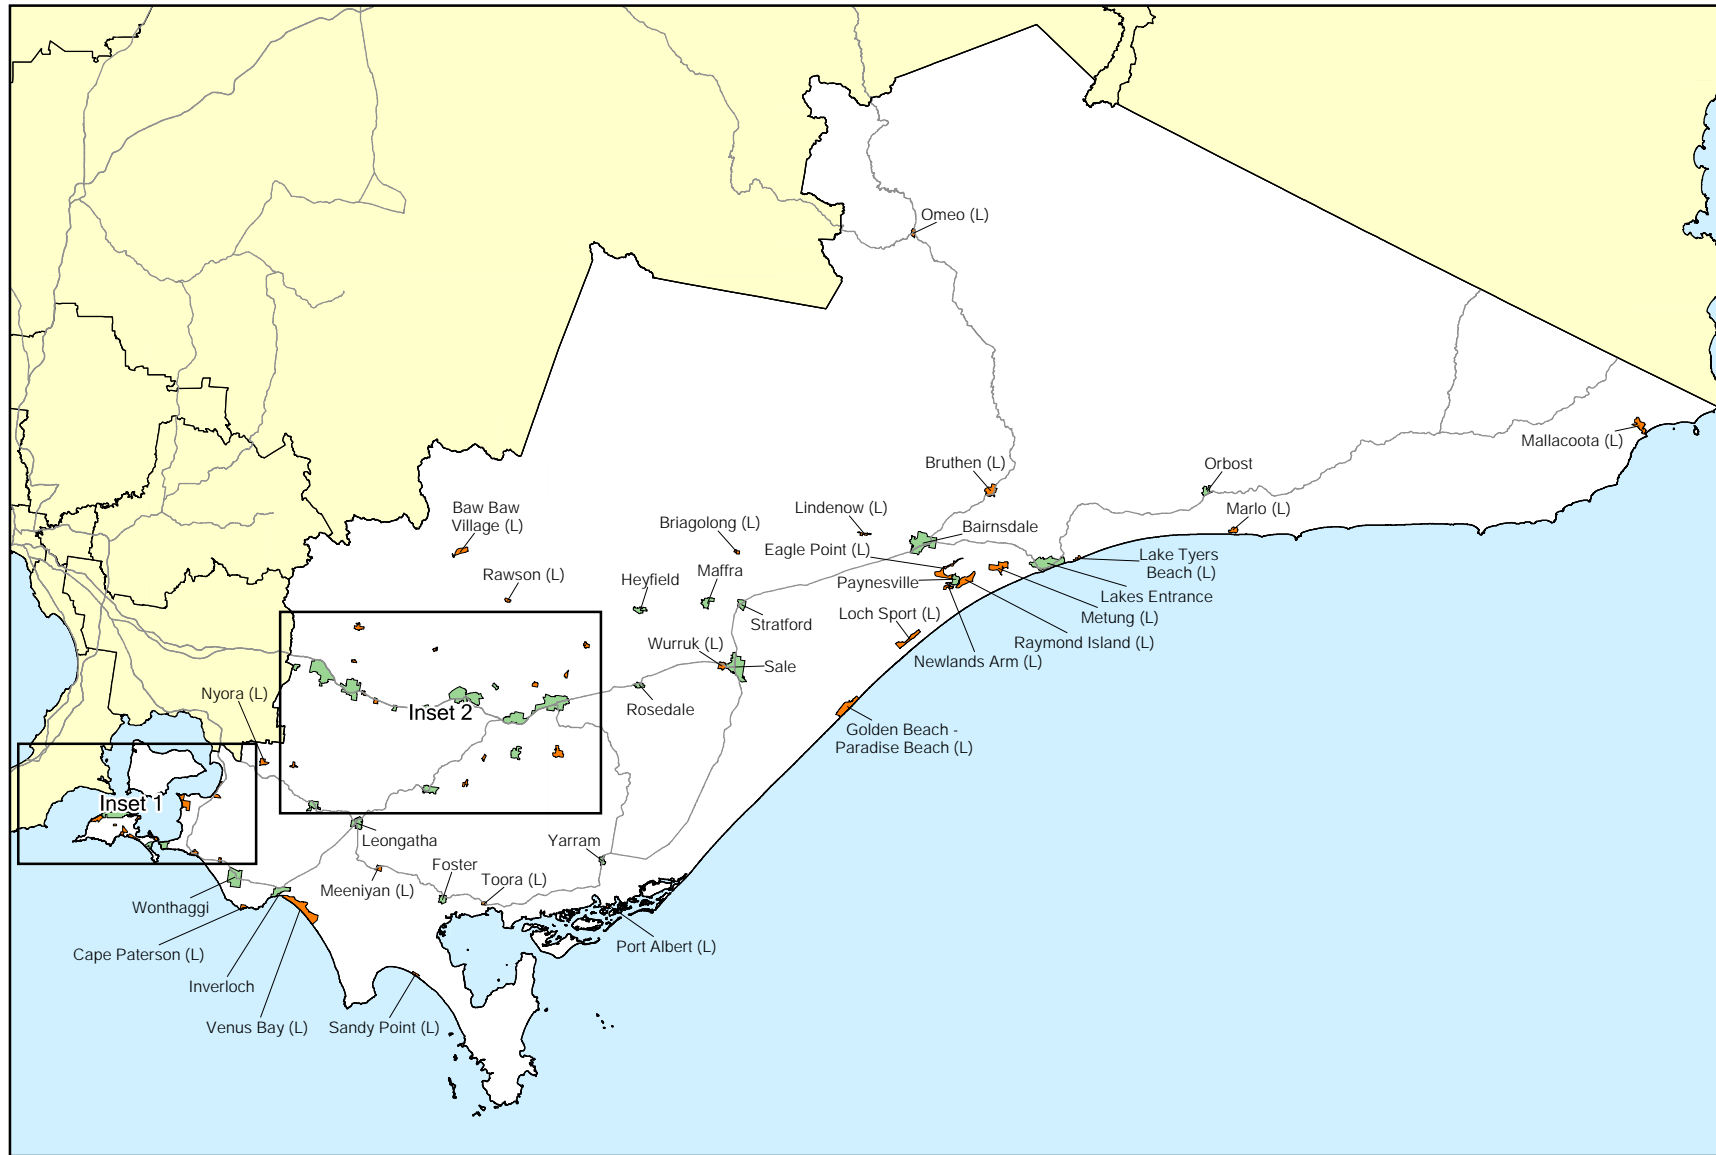 Omeo (L)
Mallacoota (L)
Bruthen (L)
Orbost
Baw Baw
Village (L)
Lindenow (L)
Marlo (L)
Briagolong (L)
Bairnsdale
Eagle Point (L)
Lake Tyers
Beach (L)
Rawson (L)
Heyfield
Maffra
Paynesville
Lakes Entrance
Stratford
Loch Sport (L)
Metung (L)
Wurruk (L)
Raymond Island (L)
Sale
Newlands Arm (L)
Nyora (L)
Inset 2
Rosedale
Golden Beach -
Paradise Beach (L)
Inset 1
Leongatha
Yarram
Foster
Toora (L)
Meeniyan (L)
Wonthaggi
Port Albert (L)
Cape Paterson (L)
Inverloch
Venus Bay (L)
Sandy Point (L)